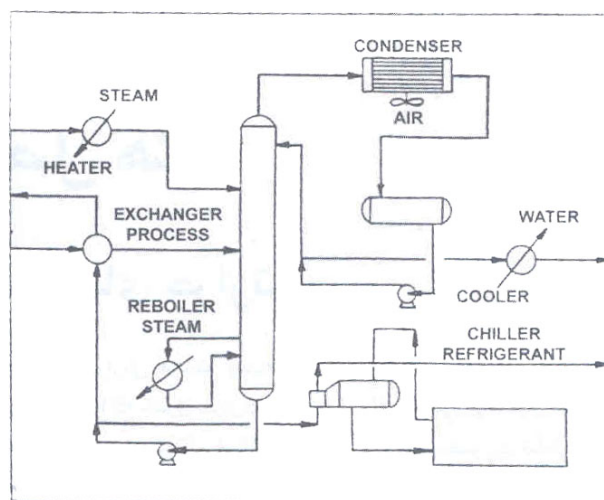 CONDENSER
STEAM
AIR
HEATER
EXCHANGER
PROCESS
WATER
REBOILER
STEAM
COOLER
CHILLER
REFRIGERANT